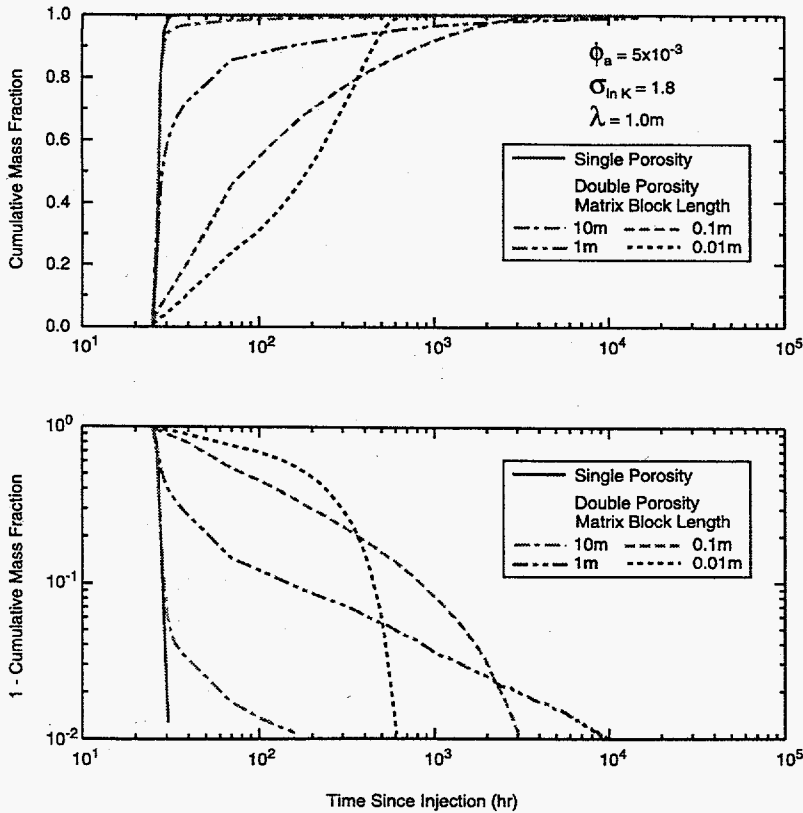 1.0
0.8
0.6
0.4
0.2
0.0
Cumulative Mass Fraction
ϕa = 5x10⁻³
σln K = 1.8
λ = 1.0m
Single Porosity
Double Porosity
Matrix Block Length
10m 0.1m
1m 0.01m
10¹ 10² 10³ 10⁴ 10⁵
10⁰
10⁻¹
10⁻²
1 - Cumulative Mass Fraction
Single Porosity
Double Porosity
Matrix Block Length
10m 0.1m
1m 0.01m
10¹ 10² 10³ 10⁴ 10⁵
Time Since Injection (hr)